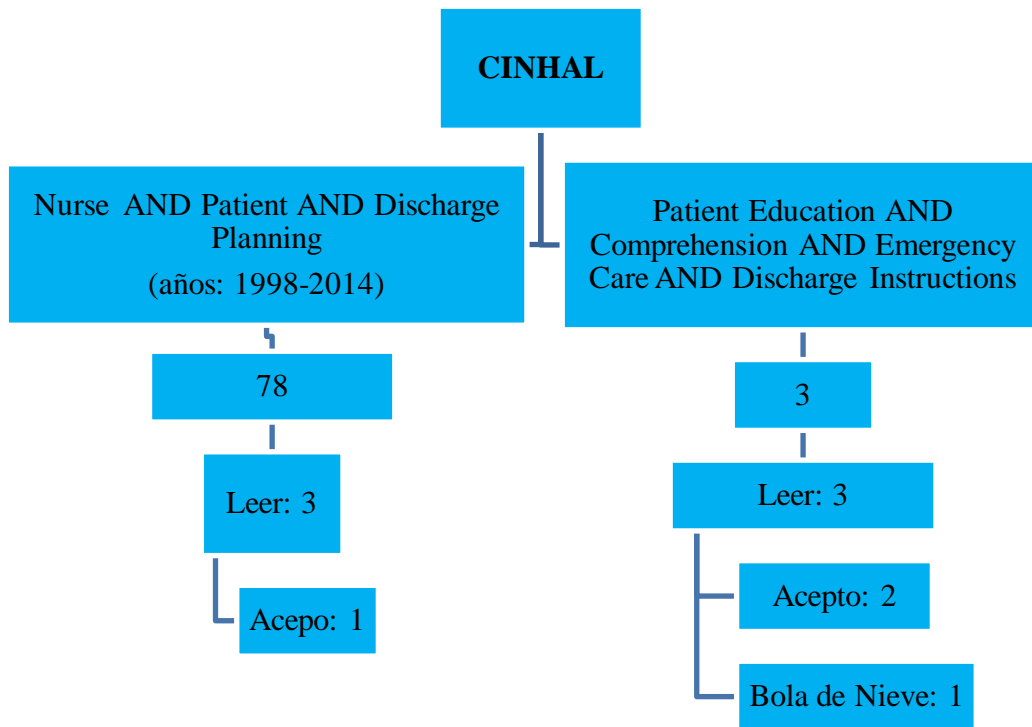 CINHAL
Nurse AND Patient AND Discharge
Planning
(años: 1998-2014)
78
Leer: 3
Acepo: 1
Patient Education AND
Comprehension AND Emergency
Care AND Discharge Instructions
3
Leer: 3
Acepto: 2
Bola de Nieve: 1